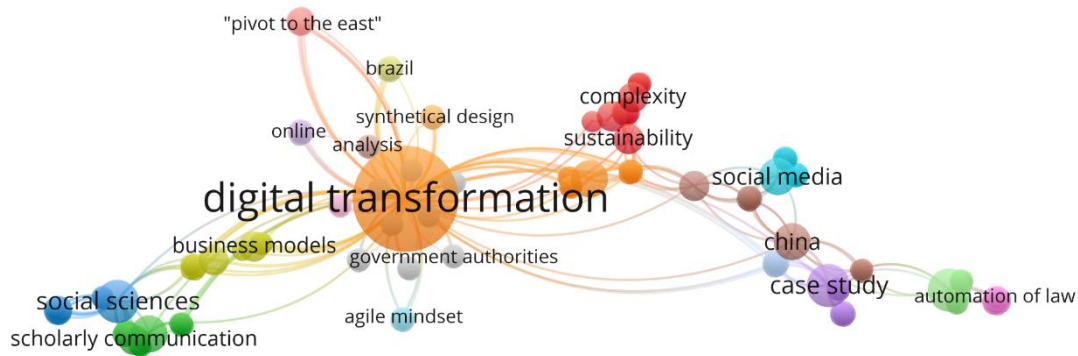 "pivot to the east"
brazil
complexity
synthetical design
online
analysis
sustainability
social media
digital transformation
business models
china
government authorities
case study
social sciences
automation of law
agile mindset
scholarly communication